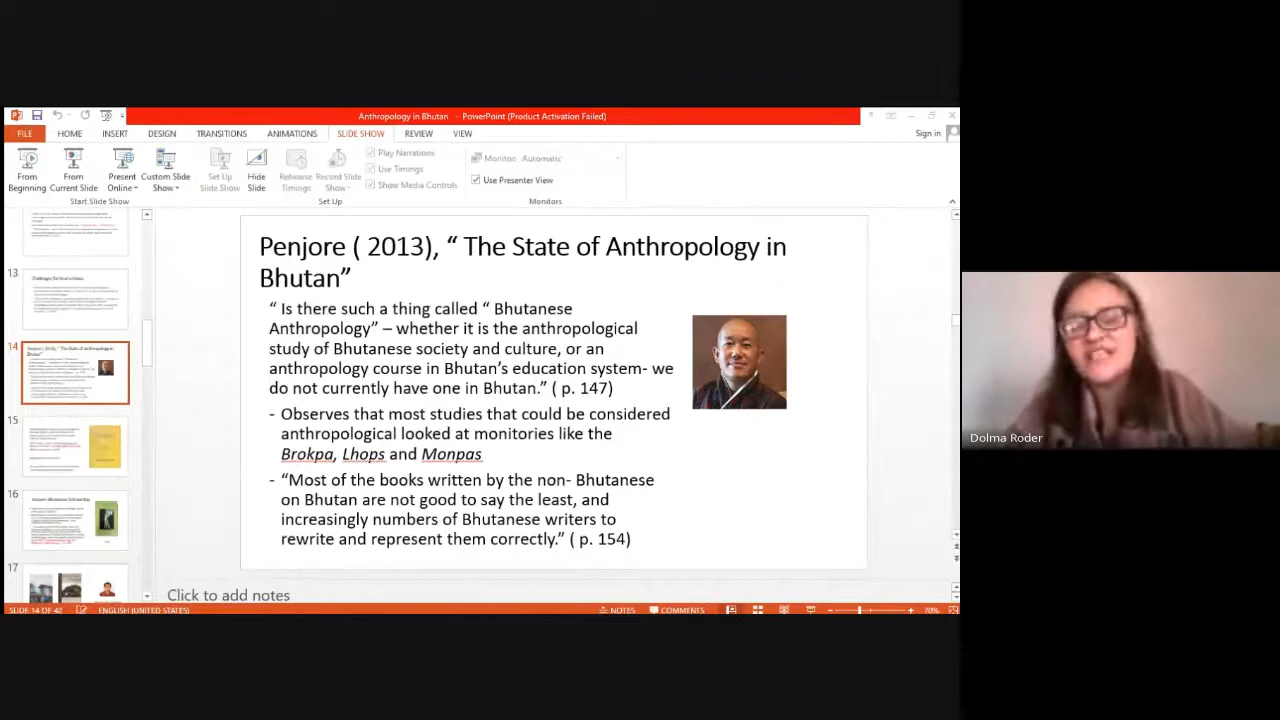 Anthropology in Bhutan - PowerPoint (Product Activation Failed)
FILE HOME INSERT DESIGN TRANSITIONS ANIMATIONS SLIDE SHOW REVIEW VIEW Sign in
From Beginning
From Current Slide
Present Online
Custom Slide Show
Set Up Slide Show
Hide Slide
Rehearse Timings
Record Slide Show
Play Narrations
Use Timings
Show Media Controls
Monitor: Automatic
Use Presenter View
Start Slide Show
Set Up
Monitors
13
14
15
16
17
Penjore ( 2013), “ The State of Anthropology in
Bhutan”
“ Is there such a thing called “ Bhutanese
Anthropology” – whether it is the anthropological
study of Bhutanese society and culture, or an
anthropology course in Bhutan’s education system- we
do not currently have one in Bhutan.” ( p. 147)
- Observes that most studies that could be considered
anthropological looked at monitories like the
Brokpa, Lhops and Monpas
- “Most of the books written by the non- Bhutanese
on Bhutan are not good to say the least, and
increasingly numbers of Bhutanese writers to
rewrite and represent them correctly.” ( p. 154)
Dolma Roder
Click to add notes
SLIDE 14 OF 42 ENGLISH (UNITED STATES) NOTES COMMENTS 70%